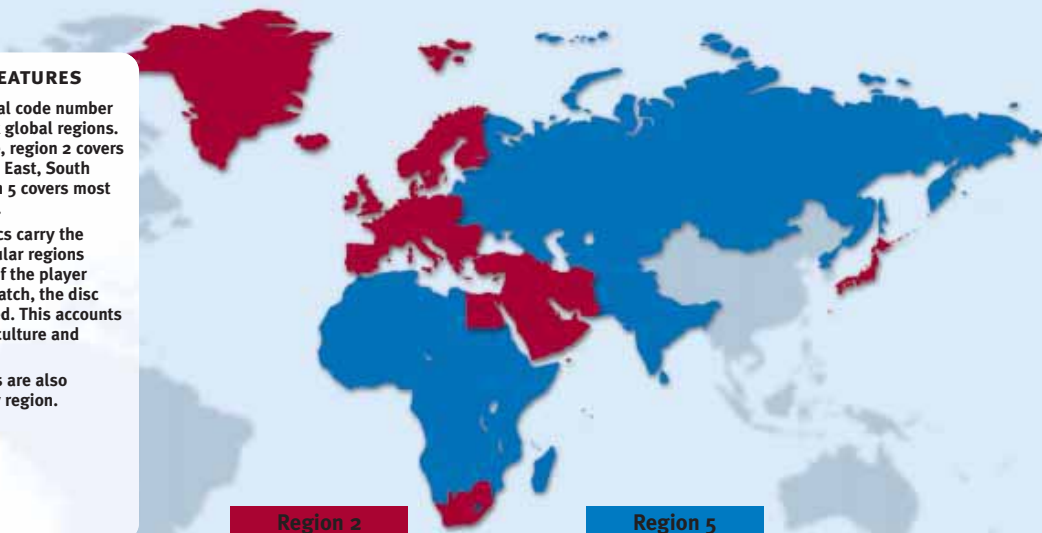 EATURES
al code number
global regions.
, region 2 covers
East, South
5 covers most
cs carry the
ular regions
f the player
atch, the disc
d. This accounts
culture and
s are also
region.
Region 2
Region 5